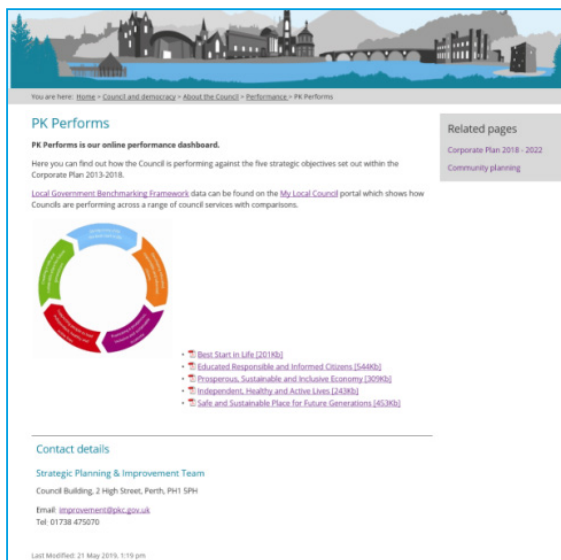 You are here: Home > Council and democracy > About the Council > Performance > PK Performs
PK Performs
PK Performs is our online performance dashboard.
Here you can find out how the Council is performing against the five strategic objectives set out within the
Corporate Plan 2013-2018.
Local Government Benchmarking Framework data can be found on the My Local Council portal which shows how
Councils are performing across a range of council services with comparisons.
Related pages
Corporate Plan 2018 - 2022
Community planning
• Best Start in Life [201Kb]
• Educated Responsible and Informed Citizens [544Kb]
• Prosperous, Sustainable and Inclusive Economy [309Kb]
• Independent, Healthy and Active Lives [243Kb]
• Safe and Sustainable Place for Future Generations [453Kb]
Contact details
Strategic Planning & Improvement Team
Council Building, 2 High Street, Perth, PH1 5PH
Email: improvement@pkc.gov.uk
Tel: 01738 475070
Last Modified: 21 May 2019, 1:19 pm